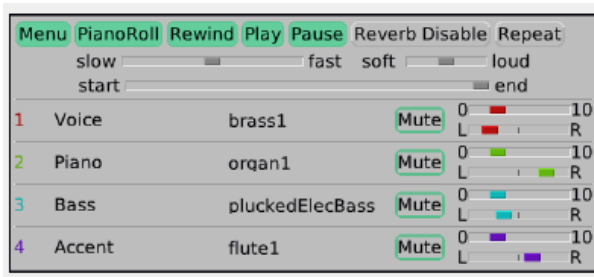 Menu PianoRoll Rewind Play Pause Reverb Disable Repeat
slow fast soft loud
start end
1 Voice brass1 Mute 0 10
L R
2 Piano organ1 Mute 0 10
L R
3 Bass pluckedElecBass Mute 0 10
L R
4 Accent flute1 Mute 0 10
L R